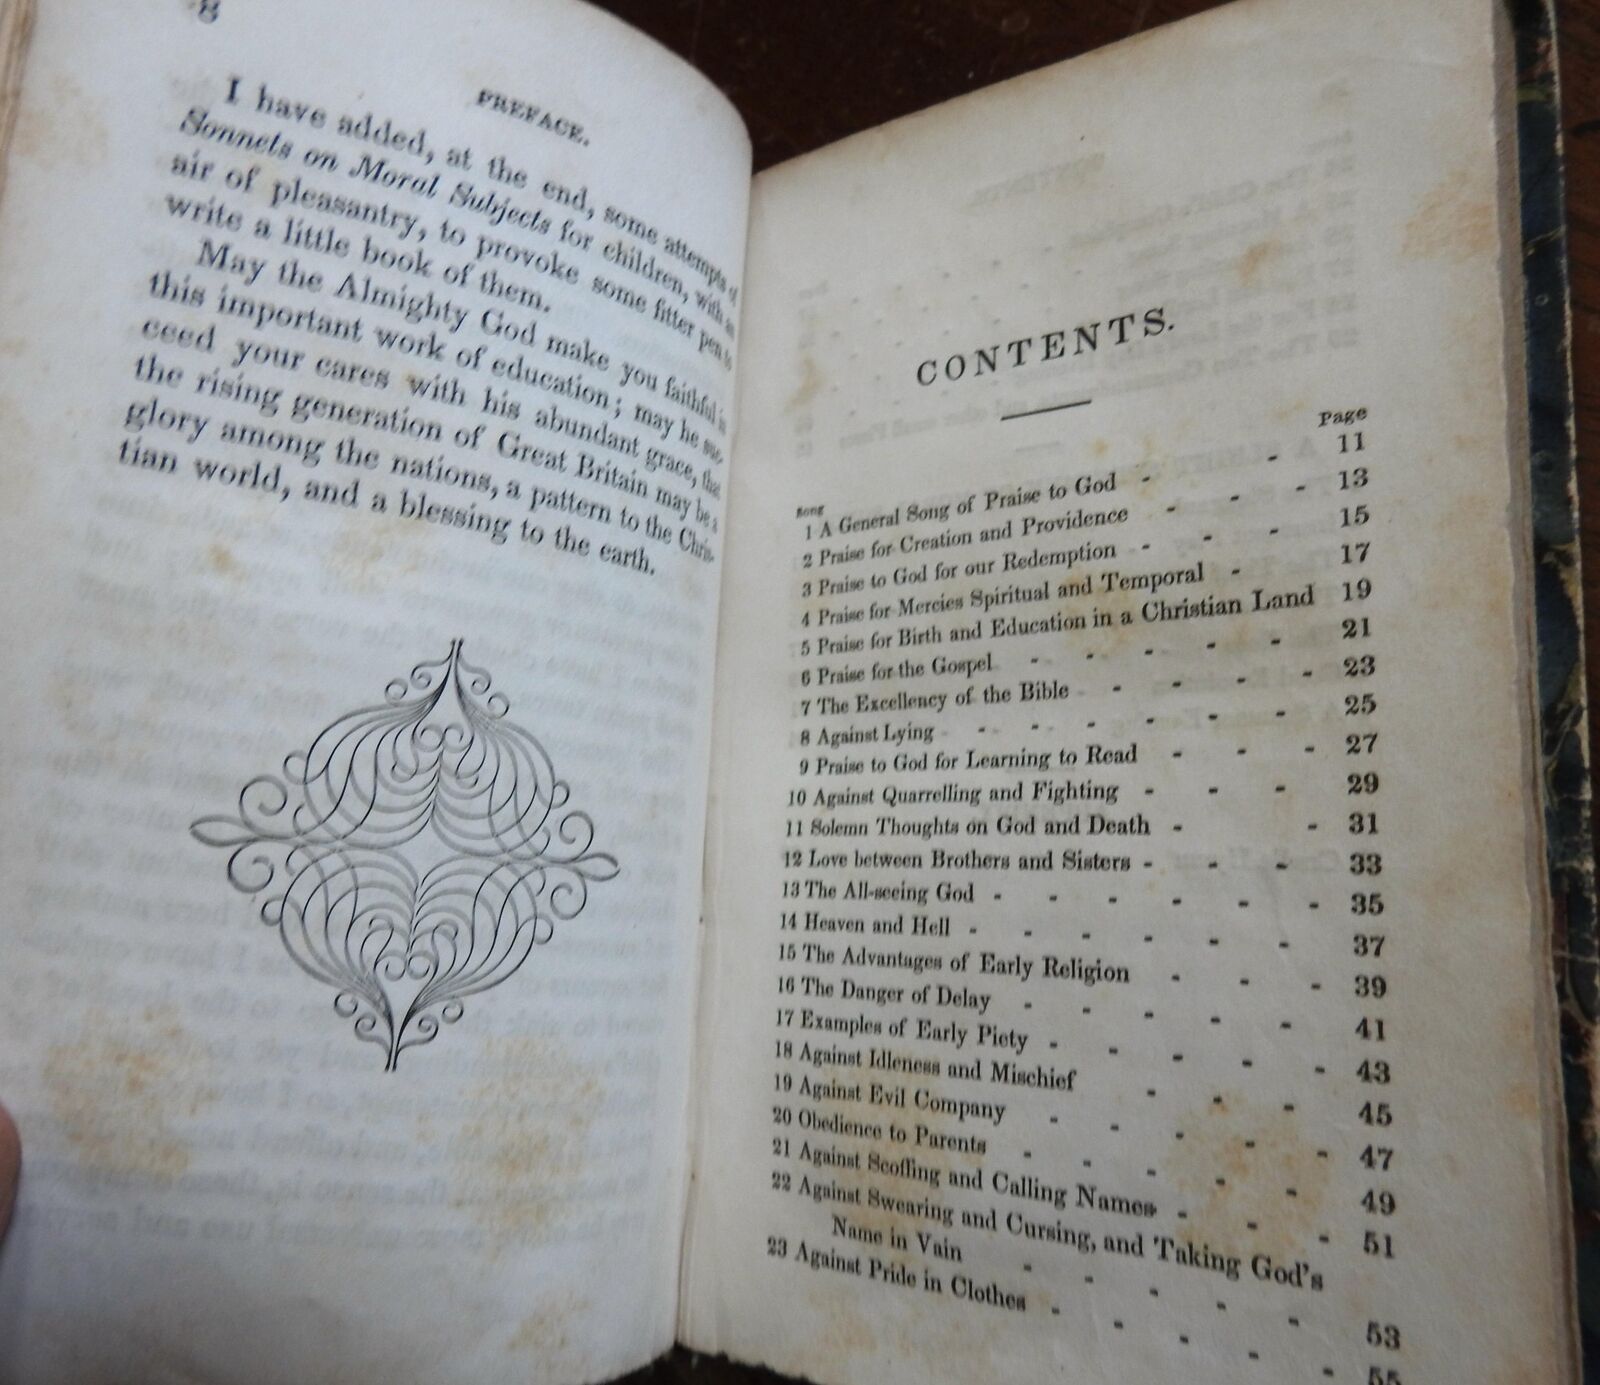 8
PREFACE.
I have added, at the end, some attempts of
Sonnets on Moral Subjects for children, with an
air of pleasantry, to provoke some fitter pen to
write a little book of them.
May the Almighty God make you faithful in
this important work of education; may he suc-
ceed your cares with his abundant grace, that
the rising generation of Great Britain may be a
glory among the nations, a pattern to the Chris-
tian world, and a blessing to the earth.
CONTENTS.
Song Page
1 A General Song of Praise to God - - 11
2 Praise for Creation and Providence - - - 13
3 Praise to God for our Redemption - - - 15
4 Praise for Mercies Spiritual and Temporal - 17
5 Praise for Birth and Education in a Christian Land 19
6 Praise for the Gospel - - - - - 21
7 The Excellency of the Bible - - - - 23
8 Against Lying - - - - - - 25
9 Praise to God for Learning to Read - - - 27
10 Against Quarrelling and Fighting - - - 29
11 Solemn Thoughts on God and Death - - 31
12 Love between Brothers and Sisters - - - 33
13 The All-seeing God - - - - - - 35
14 Heaven and Hell - - - - - - 37
15 The Advantages of Early Religion - - - 39
16 The Danger of Delay - - - - - 41
17 Examples of Early Piety - - - - - 43
18 Against Idleness and Mischief - - - 45
19 Against Evil Company - - - - - 47
20 Obedience to Parents - - - - - 49
21 Against Scoffing and Calling Names - - - 51
22 Against Swearing and Cursing, and Taking God's
Name in Vain - - - - - 53
23 Against Pride in Clothes - - - - - 55